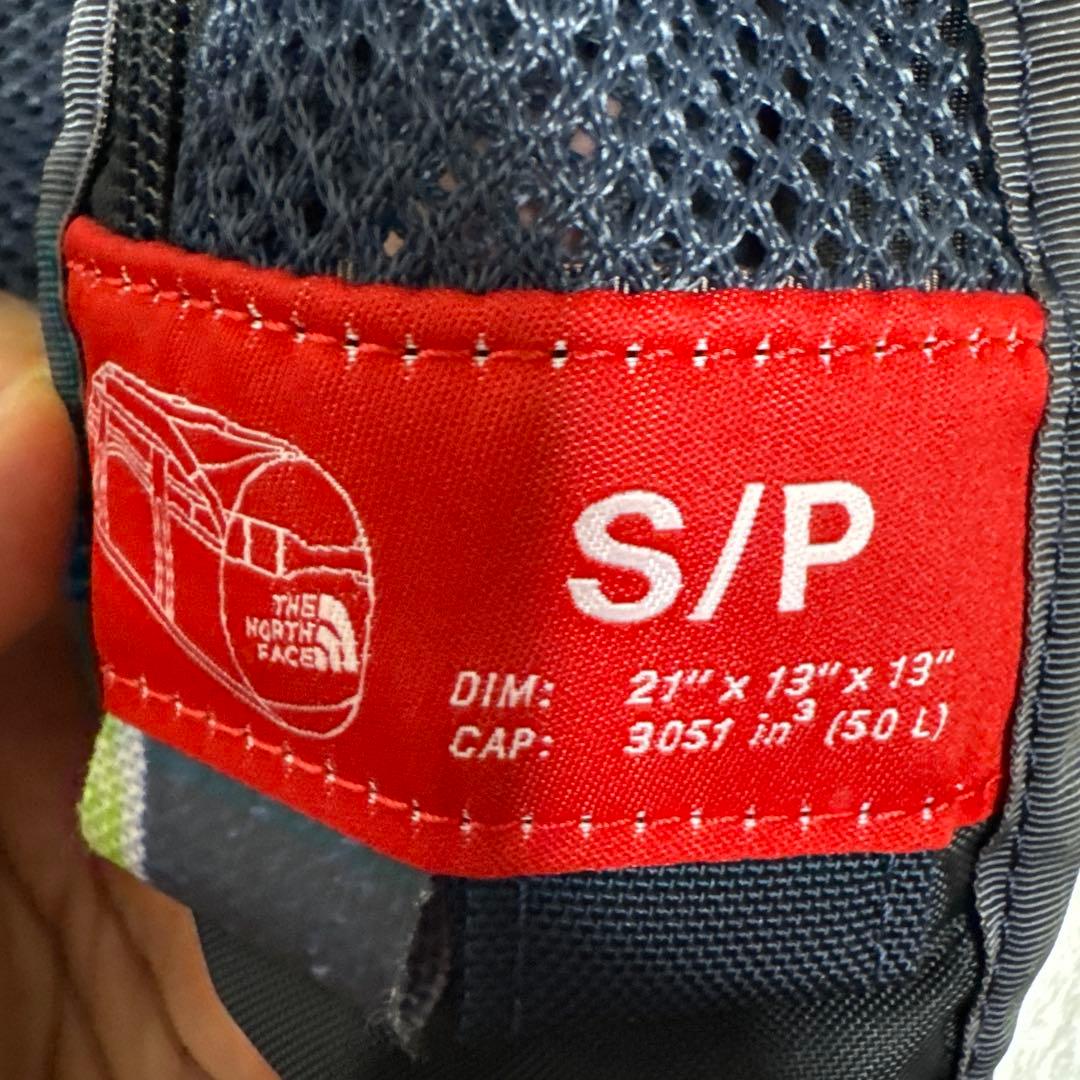 THE
NORTH
FACE
S/P
DIM: 21" x 13" x 13"
CAP: 3051 in³ (50 L)